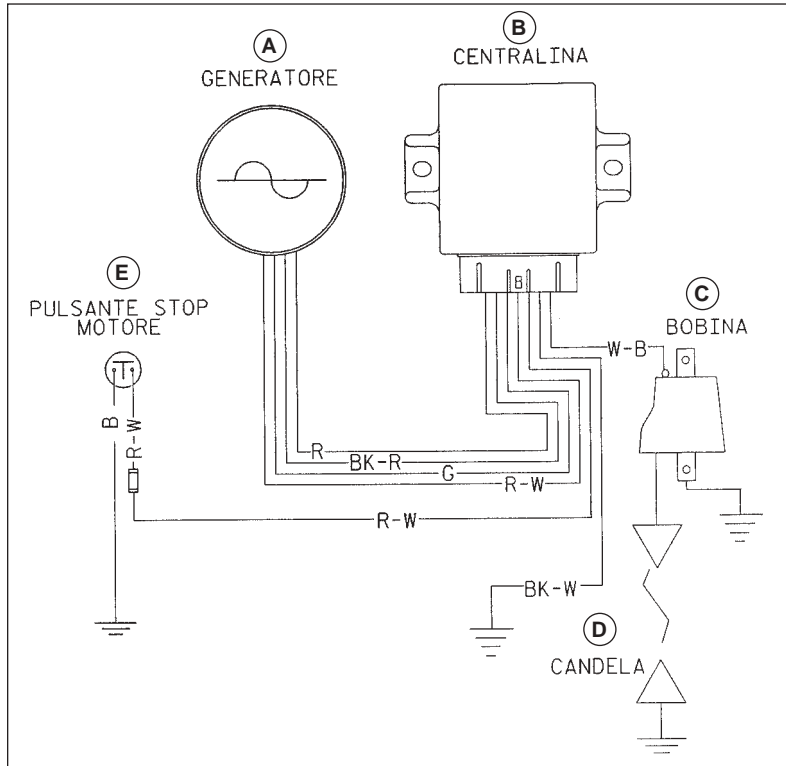 A
GENERATORE
B
CENTRALINA
E
PULSANTE STOP
MOTORE
C
BOBINA
W-B
B
R-W
R
BK-R
G
R-W
R-W
BK-W
D
CANDELA